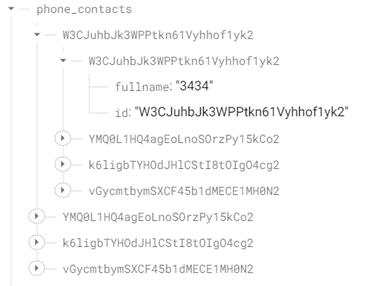 phone_contacts
W3CJuhbJk3WPPtkn61Vyhhof1yk2
W3CJuhbJk3WPPtkn61Vyhhof1yk2
fullname: "3434"
id: "W3CJuhbJk3WPPtkn61Vyhhof1yk2"
YMQ0L1HQ4agEoLnoSOrzPy15kCo2
k6ligbTYHOdJHlCStI8tOIgO4cg2
vGycmtbymSXCF45b1dMECE1MH0N2
YMQ0L1HQ4agEoLnoSOrzPy15kCo2
k6ligbTYHOdJHlCStI8tOIgO4cg2
vGycmtbymSXCF45b1dMECE1MH0N2